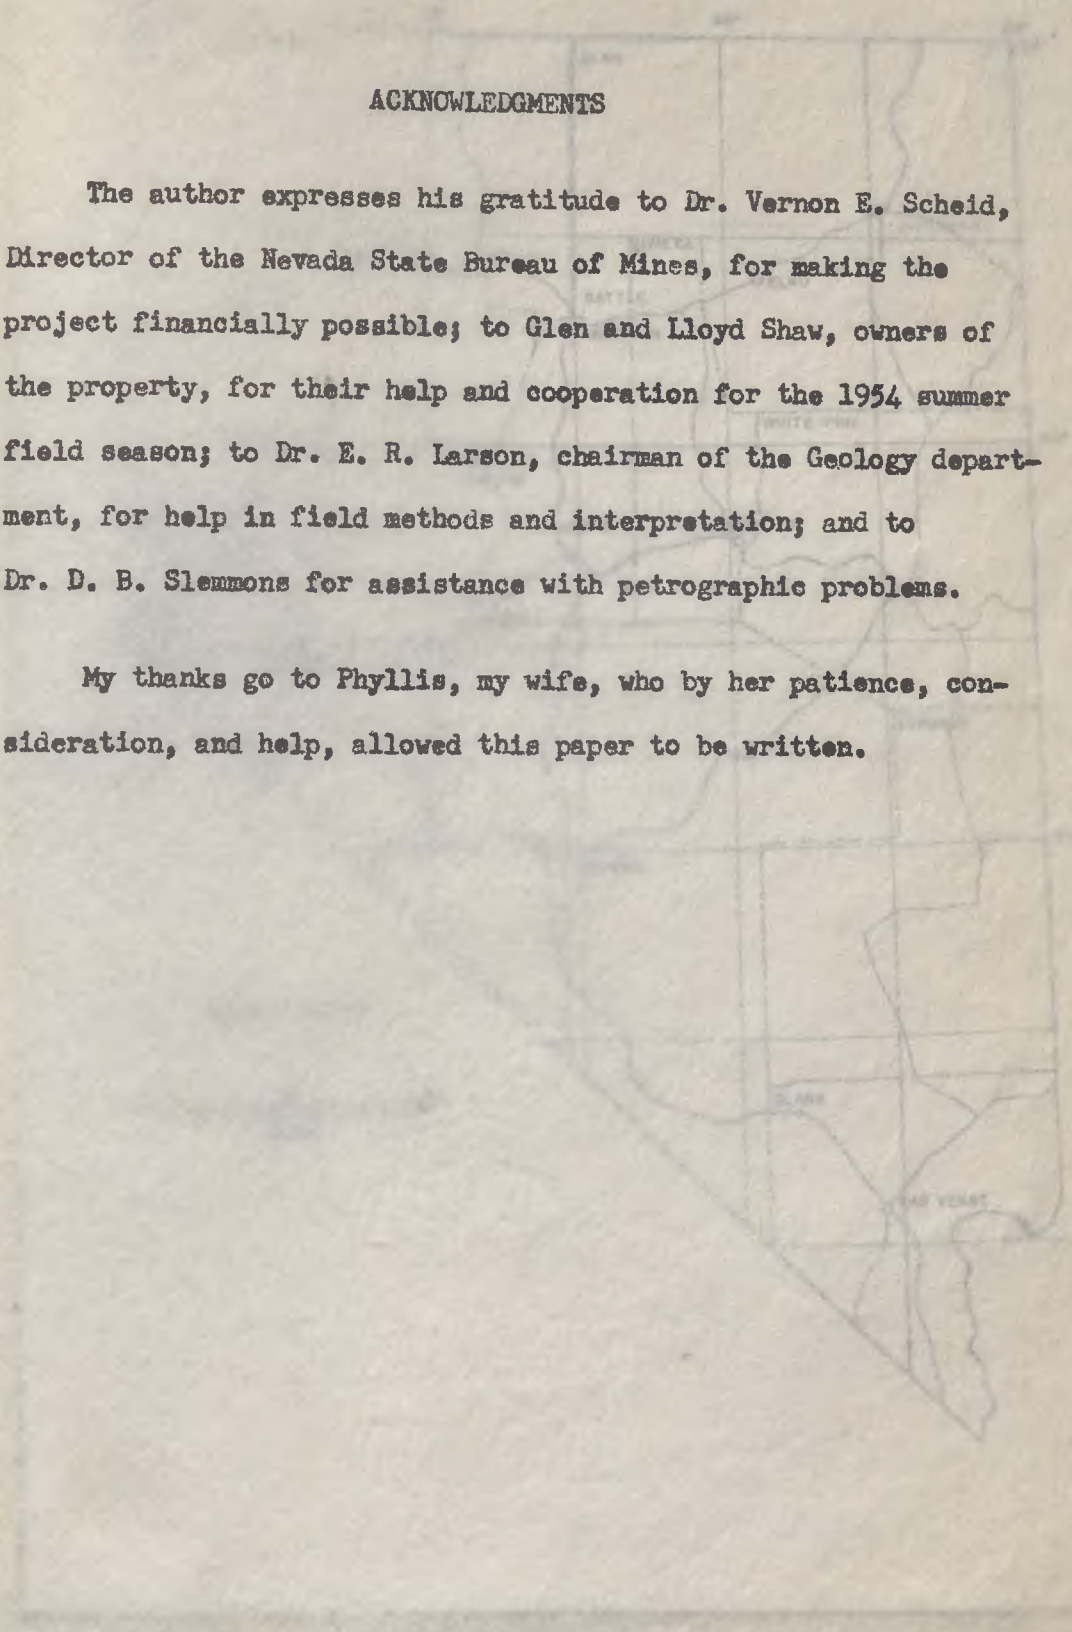 ACKNOWLEDGMENTS
The author expresses his gratitude to Dr. Vernon E. Scheid,
Director of the Nevada State Bureau of Mines, for making the
project financially possible; to Glen and Lloyd Shaw, owners of
the property, for their help and cooperation for the 1954 summer
field season; to Dr. E. R. Larson, chairman of the Geology depart-
ment, for help in field methods and interpretation; and to
Dr. D. B. Slemmons for assistance with petrographic problems.
My thanks go to Phyllis, my wife, who by her patience, con-
sideration, and help, allowed this paper to be written.